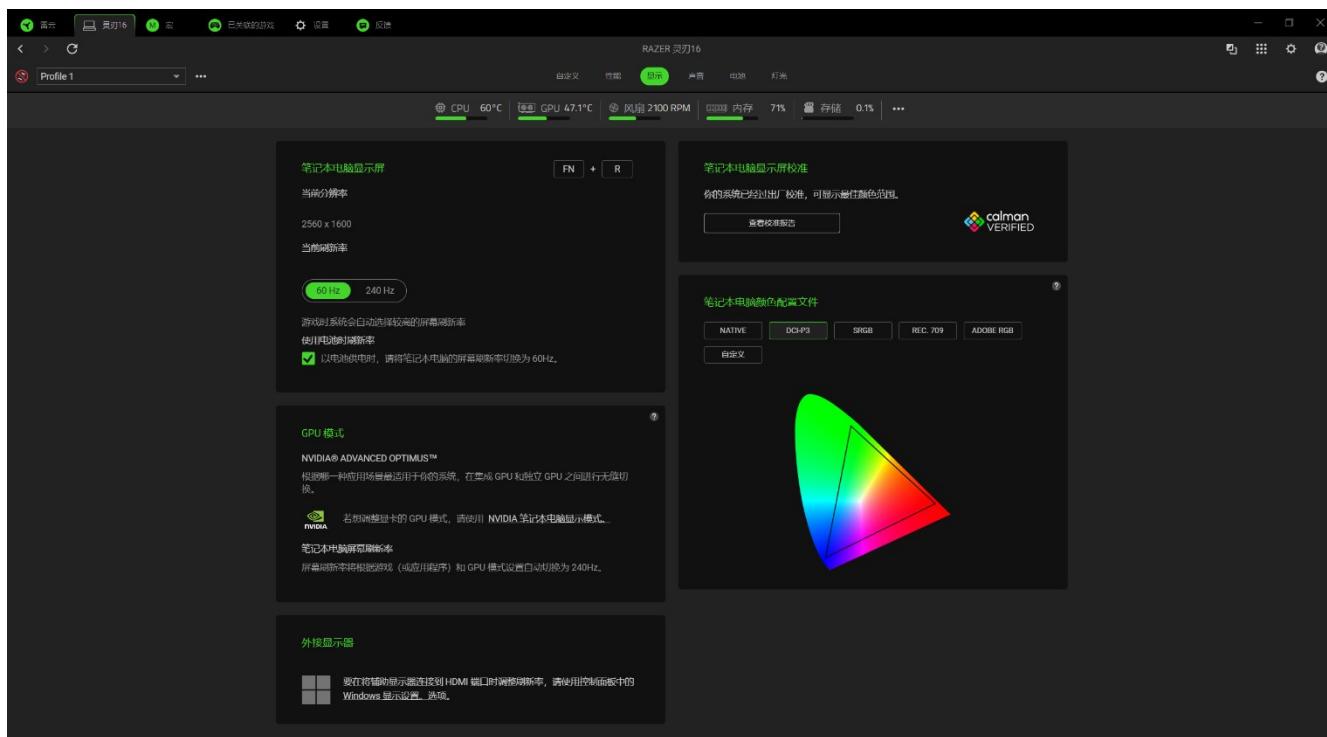 雷云 灵刃16 宏 已关联的游戏 设置 反馈
RAZER 灵刃16
Profile 1
自定义 性能 显示 声音 电池 灯光
CPU 60°C GPU 47.1°C 风扇 2100 RPM 内存 71% 存储 0.1%
笔记本电脑显示屏 FN + R
当前分辨率
2560 x 1600
当前刷新率
60 Hz 240 Hz
游戏时系统会自动选择较高的屏幕刷新率
使用电池时刷新率
以电池供电时，请将笔记本电脑的屏幕刷新率切换为 60Hz。
GPU 模式
NVIDIA® ADVANCED OPTIMUS™
根据哪一种应用场景最适用于你的系统，在集成 GPU 和独立 GPU 之间进行无缝切
换。
NVIDIA 若想调整显卡的 GPU 模式，请使用 NVIDIA 笔记本电脑显示模式。
笔记本电脑屏幕刷新率
屏幕刷新率将根据游戏（或应用程序）和 GPU 模式设置自动切换为 240Hz。
外接显示器
要在将辅助显示器连接到 HDMI 端口时调整刷新率，请使用控制面板中的
Windows 显示设置。选项。
笔记本电脑显示屏校准
你的系统已经过出厂校准，可显示最佳颜色范围。
查看校准报告
calman
VERIFIED
笔记本电脑颜色配置文件
NATIVE DCI-P3 SRGB REC. 709 ADOBE RGB
自定义